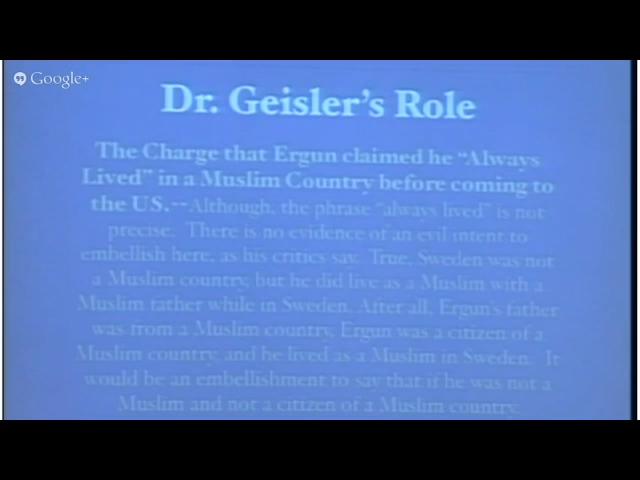 Google+
Dr. Geisler's Role
The Charge that Ergun claimed he "Always
Lived" in a Muslim Country before coming to
the US.--Although, the phrase "always lived" is not
precise. There is no evidence of an evil intent to
embellish here, as his critics say. True, Sweden was not
a Muslim country, but he did live as a Muslim with a
Muslim father while in Sweden. After all, Ergun's father
was from a Muslim country, Ergun was a citizen of a
Muslim country, and he lived as a Muslim in Sweden. It
would be an embellishment to say that if he was not a
Muslim and not a citizen of a Muslim country.